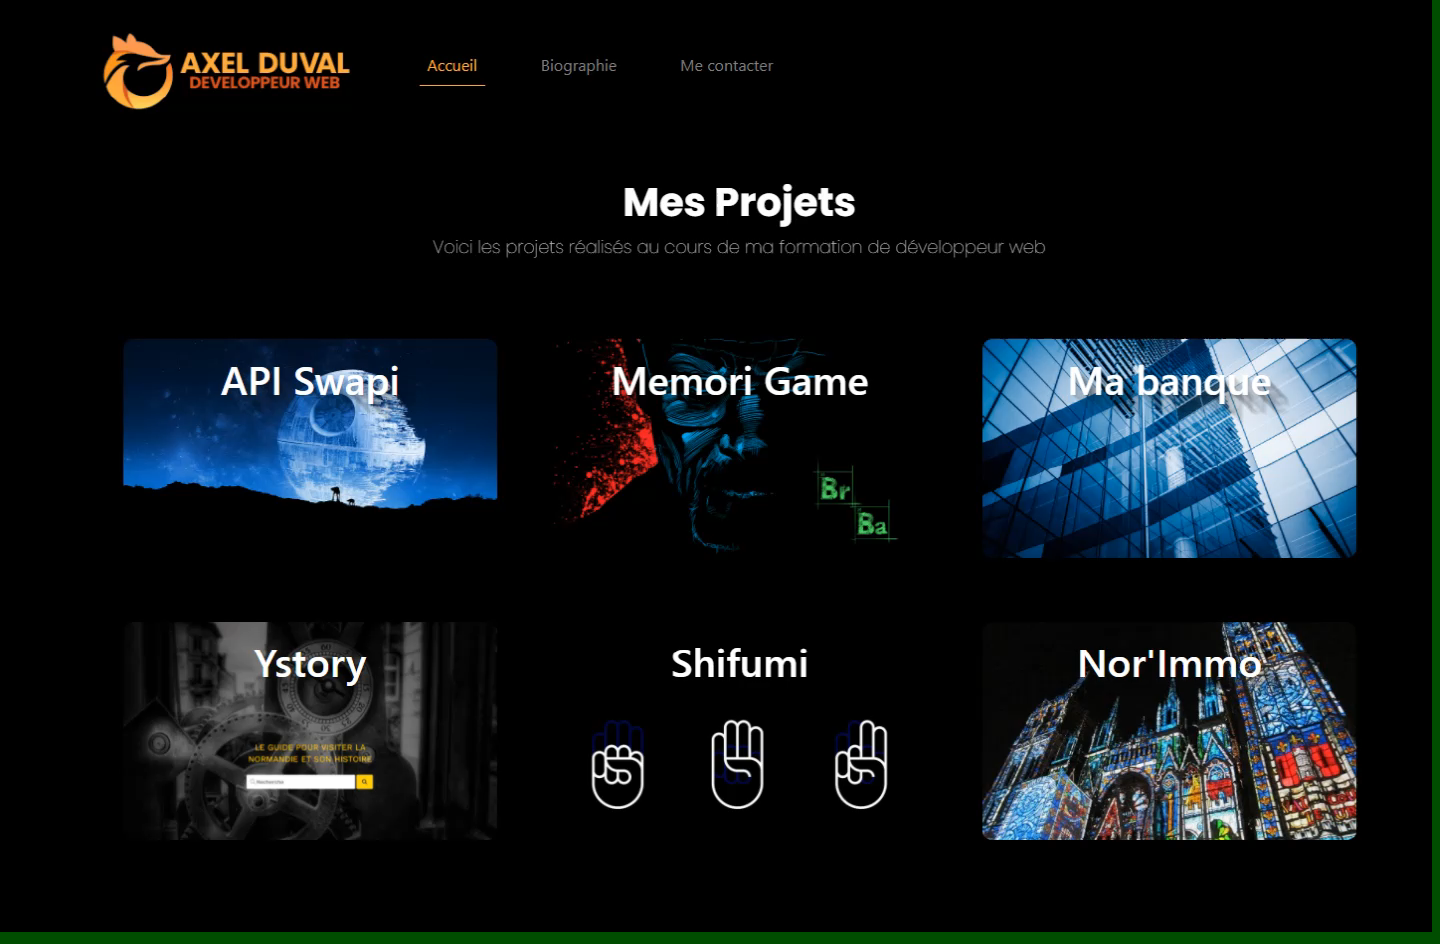 AXEL DUVAL
DEVELOPPEUR WEB
Accueil
Biographie
Me contacter
Mes Projets
Voici les projets réalisés au cours de ma formation de développeur web
API Swapi
Memori Game
Ma banque
Br
Ba
Ystory
LE GUIDE POUR VISITER LA
NORMANDIE ET SON HISTOIRE
Recherche
Shifumi
Nor'Immo